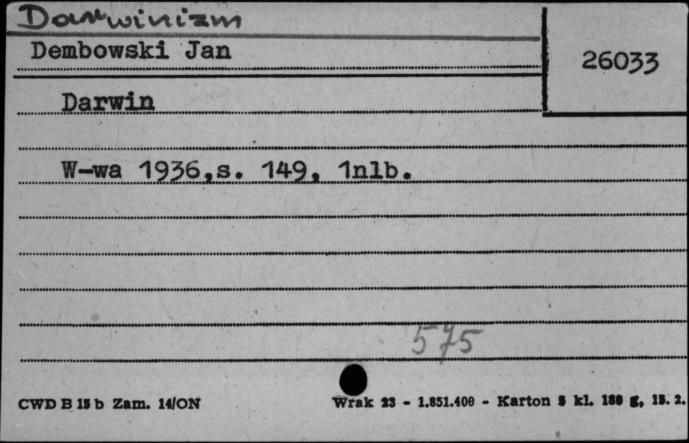 Darwinizm
Dembowski Jan
26033
Darwin
W-wa 1936,s. 149, 1nlb.
575
CWD B 15 b Zam. 14/ON
Wrak 23 - 1.851.400 - Karton 5 kl. 180 g, 15. 2.